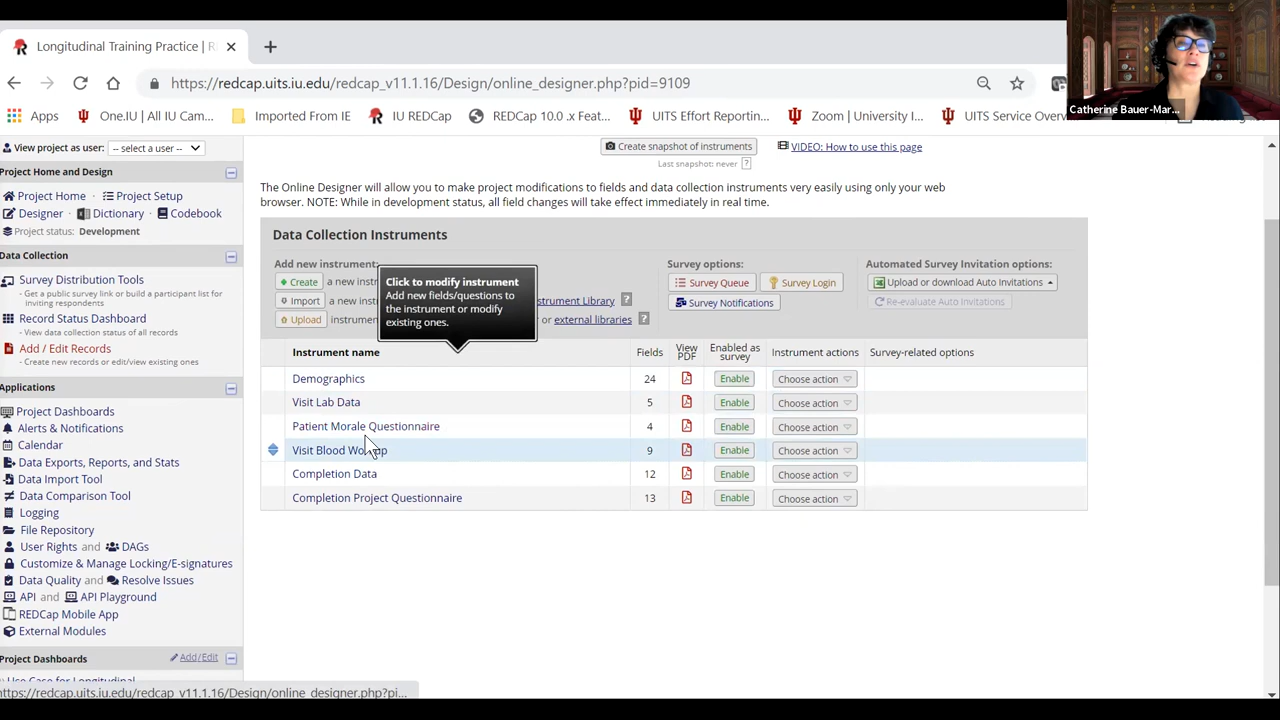 Longitudinal Training Practice | R
https://redcap.uits.iu.edu/redcap_v11.1.16/Design/online_designer.php?pid=9109
Apps
One.IU | All IU Cam...
Imported From IE
IU REDCap
REDCap 10.0 .x Feat...
UITS Effort Reportin...
Zoom | University I...
UITS Service Overv...
Catherine Bauer-Mar...
View project as user:
-- select a user --
Project Home and Design
Project Home · Project Setup
Designer · Dictionary · Codebook
Project status: Development
Data Collection
Survey Distribution Tools
- Get a public survey link or build a participant list for
inviting respondents
Record Status Dashboard
- View data collection status of all records
Add / Edit Records
- Create new records or edit/view existing ones
Applications
Project Dashboards
Alerts & Notifications
Calendar
Data Exports, Reports, and Stats
Data Import Tool
Data Comparison Tool
Logging
File Repository
User Rights and DAGs
Customize & Manage Locking/E-signatures
Data Quality and Resolve Issues
API and API Playground
REDCap Mobile App
External Modules
Project Dashboards
Add/Edit
https://redcap.uits.iu.edu/redcap_v11.1.16/Design/online_designer.php?pi...
Create snapshot of instruments
Last snapshot: never ?
VIDEO: How to use this page
The Online Designer will allow you to make project modifications to fields and data collection instruments very easily using only your web
browser. NOTE: While in development status, all field changes will take effect immediately in real time.
Data Collection Instruments
Add new instrument:
Create a new
Import a new
Upload instrum
nstrument Library ?
or external libraries ?
Click to modify instrument
Add new fields/questions to
the instrument or modify
existing ones.
Survey options:
Survey Queue
Survey Login
Survey Notifications
Automated Survey Invitation options:
Upload or download Auto Invitations
Re-evaluate Auto Invitations
Instrument name Fields View PDF Enabled as survey Instrument actions Survey-related options
Demographics 24 Enable Choose action
Visit Lab Data 5 Enable Choose action
Patient Morale Questionnaire 4 Enable Choose action
Visit Blood 9 Enable Choose action
Completion Data 12 Enable Choose action
Completion Project Questionnaire 13 Enable Choose action